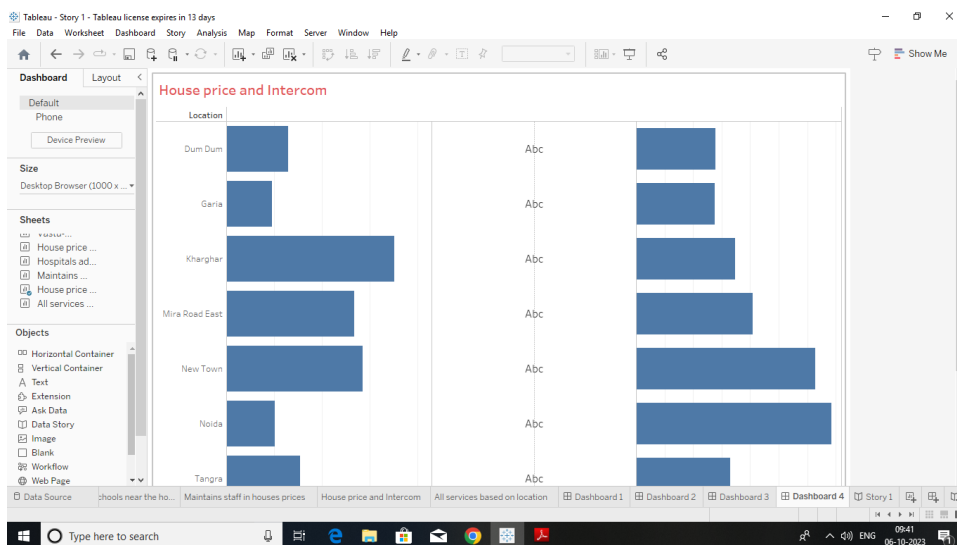 Tableau - Story 1 - Tableau license expires in 13 days
File Data Worksheet Dashboard Story Analysis Map Format Server Window Help
Show Me
Dashboard Layout
Default
Phone
Device Preview
Size
Desktop Browser (1000 x ...
Sheets
House price ...
Hospitals ad...
Maintains ...
House price ...
All services ...
Objects
Horizontal Container
Vertical Container
A Text
Extension
Ask Data
Data Story
Image
Blank
Workflow
Web Page
House price and Intercom
Location
Dum Dum Abc
Garia Abc
Kharghar Abc
Mira Road East Abc
New Town Abc
Noida Abc
Tangra Abc
Data Source chools near the ho... Maintains staff in houses prices House price and Intercom All services based on location Dashboard 1 Dashboard 2 Dashboard 3 Dashboard 4 Story 1
Type here to search
ENG
09:41
06-10-2023